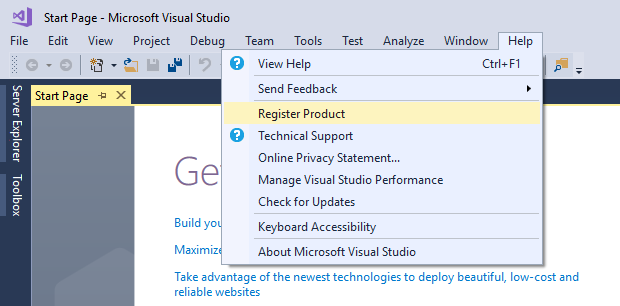 Start Page - Microsoft Visual Studio
File Edit View Project Debug Team Tools Test Analyze Window Help
View Help Ctrl+F1
Send Feedback
Register Product
Technical Support
Online Privacy Statement...
Manage Visual Studio Performance
Check for Updates
Keyboard Accessibility
About Microsoft Visual Studio
Server Explorer
Toolbox
Start Page
Get
Build you
Maximize
Take advantage of the newest technologies to deploy beautiful, low-cost and
reliable websites